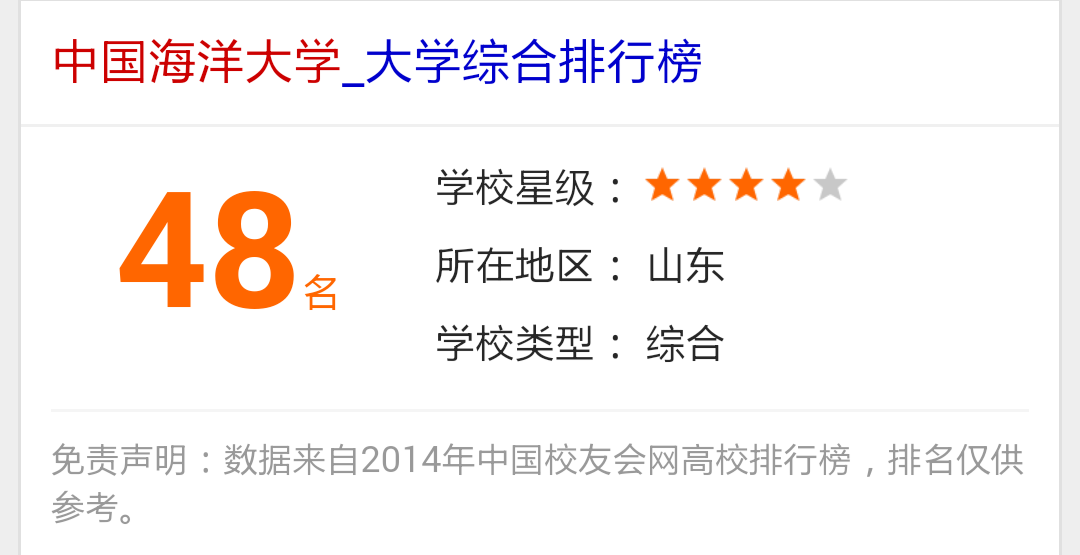 中国海洋大学_大学综合排行榜
48名
学校星级：
所在地区： 山东
学校类型： 综合
免责声明：数据来自2014年中国校友会网高校排行榜，排名仅供
参考。